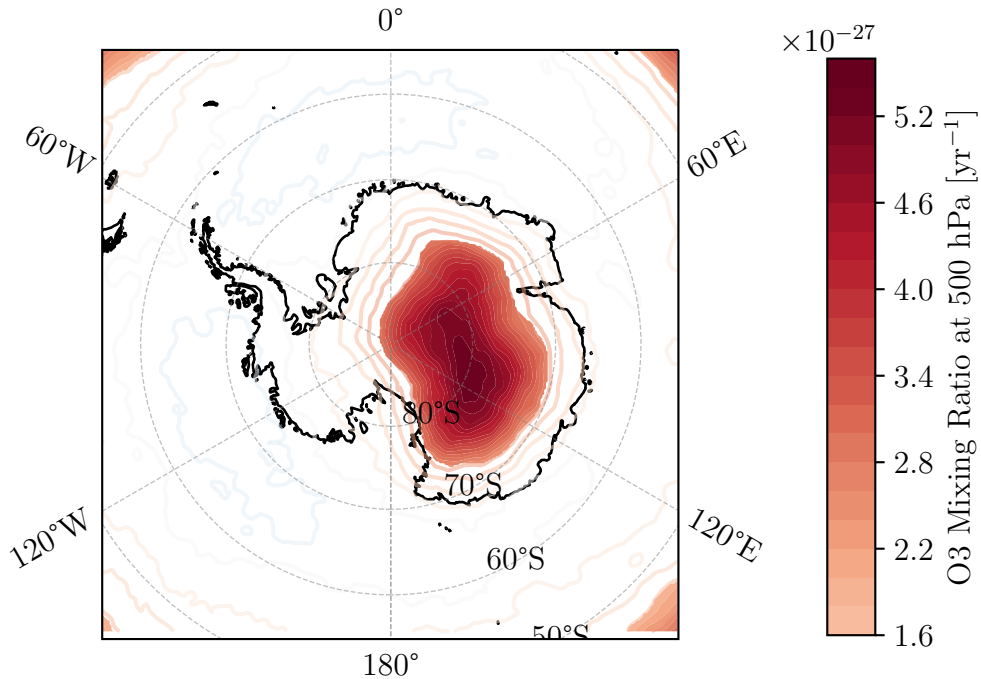 0°
×10−27
60°W
60°E
120°W
120°E
180°
80°S
70°S
60°S
50°S
5.2
4.6
4.0
3.4
2.8
2.2
1.6
O3 Mixing Ratio at 500 hPa [yr−1]